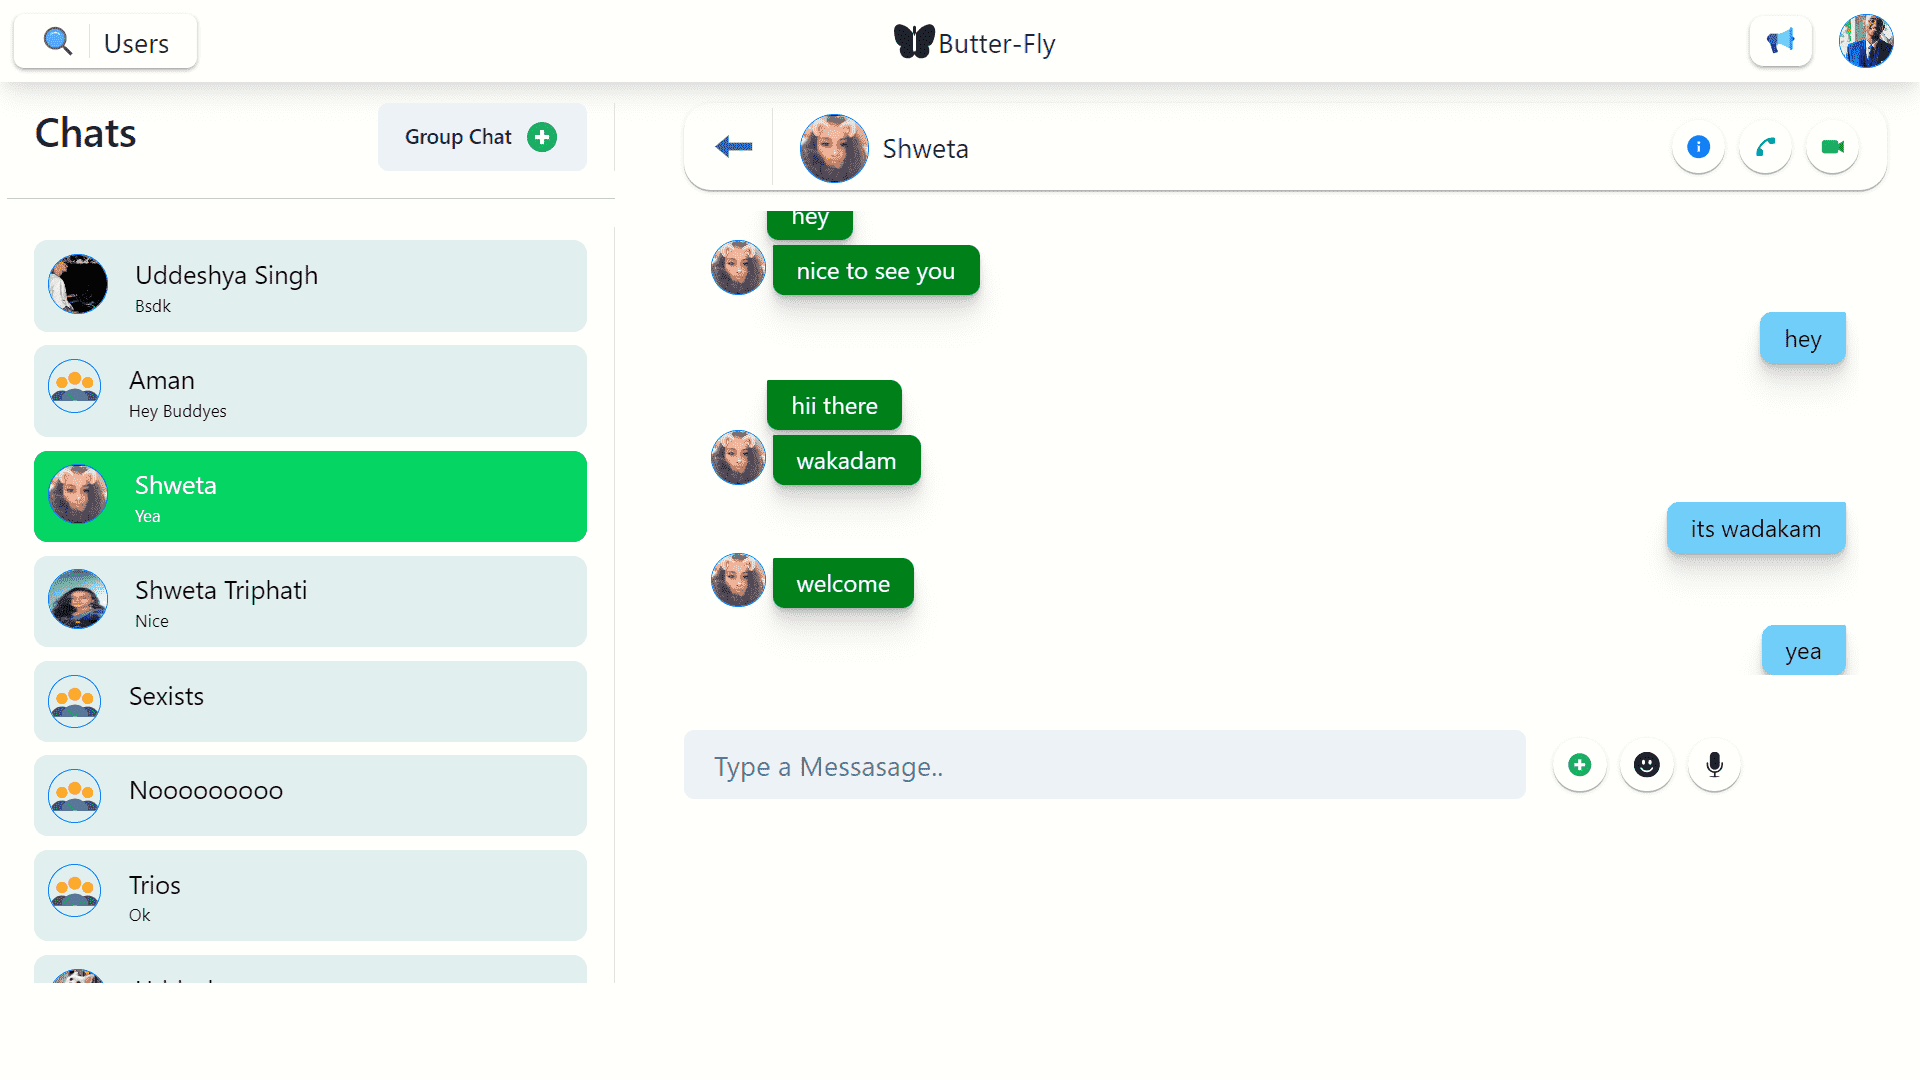 Users
Butter-Fly
Chats
Group Chat
Uddeshya Singh
Bsdk
Aman
Hey Buddyes
Shweta
Yea
Shweta Triphati
Nice
Sexists
Nooooooooo
Trios
Ok
Shweta
hey
nice to see you
hey
hii there
wakadam
its wadakam
welcome
yea
Type a Messasage..